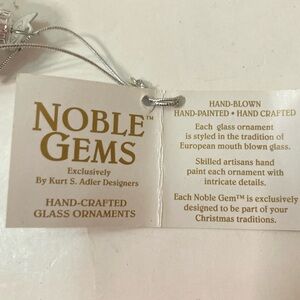 NOBLE™
GEMS
Exclusively
By Kurt S. Adler Designers
HAND-CRAFTED
GLASS ORNAMENTS
HAND-BLOWN
HAND-PAINTED • HAND CRAFTED
Each glass ornament
is styled in the tradition of
European mouth blown glass.
Skilled artisans hand
paint each ornament with
intricate details.
Each Noble Gem™ is exclusively
designed to be part of your
Christmas traditions.